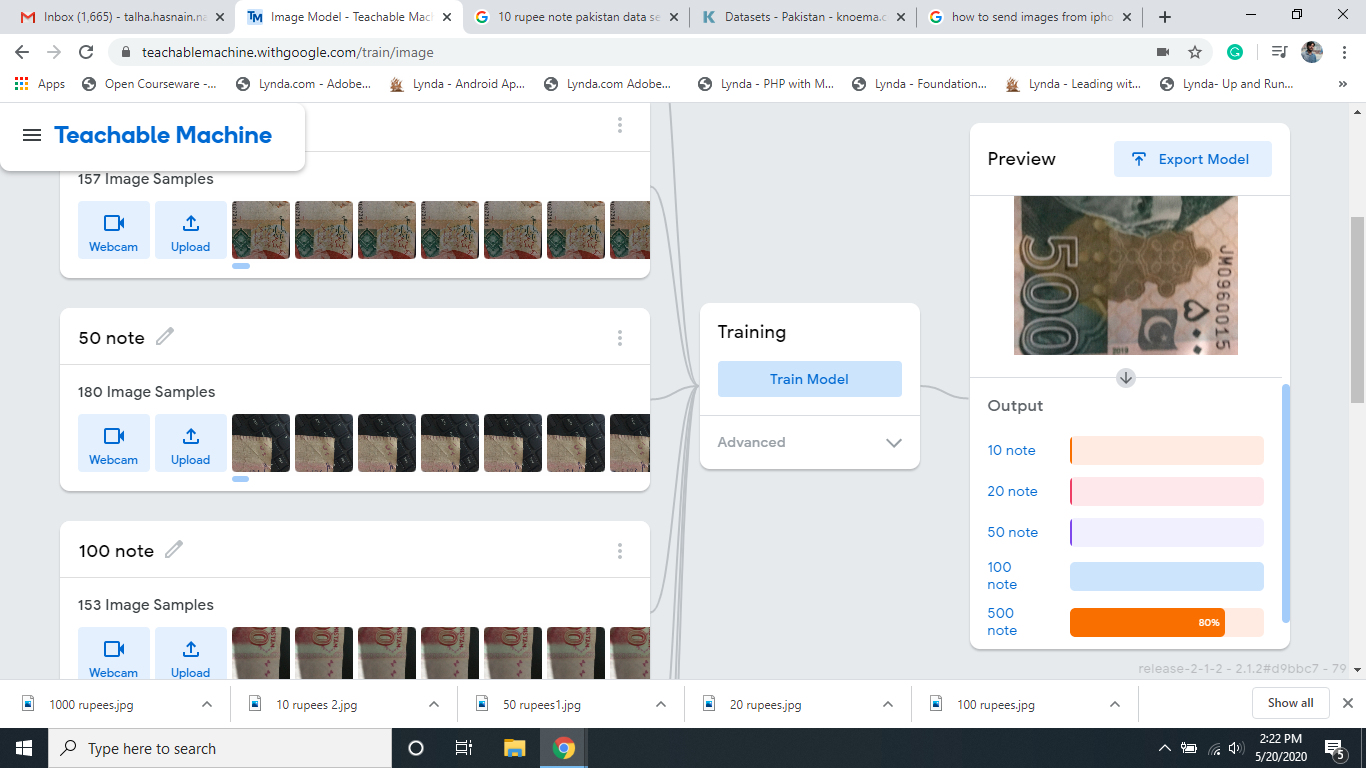 Inbox (1,665) - talha.hasnain.na
Image Model - Teachable Mach
10 rupee note pakistan data se
Datasets - Pakistan - knoema.c
how to send images from ipho
teachablemachine.withgoogle.com/train/image
Apps
Open Courseware -...
Lynda.com - Adobe...
Lynda - Android Ap...
Lynda.com Adobe...
Lynda - PHP with M...
Lynda - Foundation...
Lynda - Leading wit...
Lynda- Up and Run...
»
Teachable Machine
157 Image Samples
Webcam
Upload
50 note
180 Image Samples
Webcam
Upload
100 note
153 Image Samples
Webcam
Upload
Training
Train Model
Advanced
Preview
Export Model
500
JM0960015
2019
Output
10 note
20 note
50 note
100
note
500
note
80%
release-2-1-2 - 2.1.2#d9bbc7 - 79
1000 rupees.jpg
10 rupees 2.jpg
50 rupees1.jpg
20 rupees.jpg
100 rupees.jpg
Show all
Type here to search
2:22 PM
5/20/2020
5